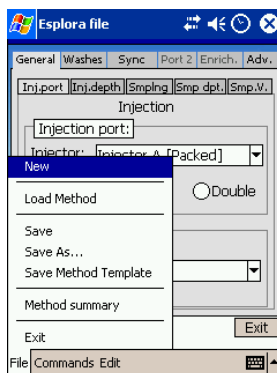 Esplora file
General Washes Sync Port 2 Enrich. Adv.
Inj.port Inj.depth Smplng Smp dpt. Smp.V.
Injection
Injection port:
Injector: Injector A [Packed]
New
Double
Load Method
Save
Save As...
Save Method Template
Method summary
Exit
Exit
File Commands Edit